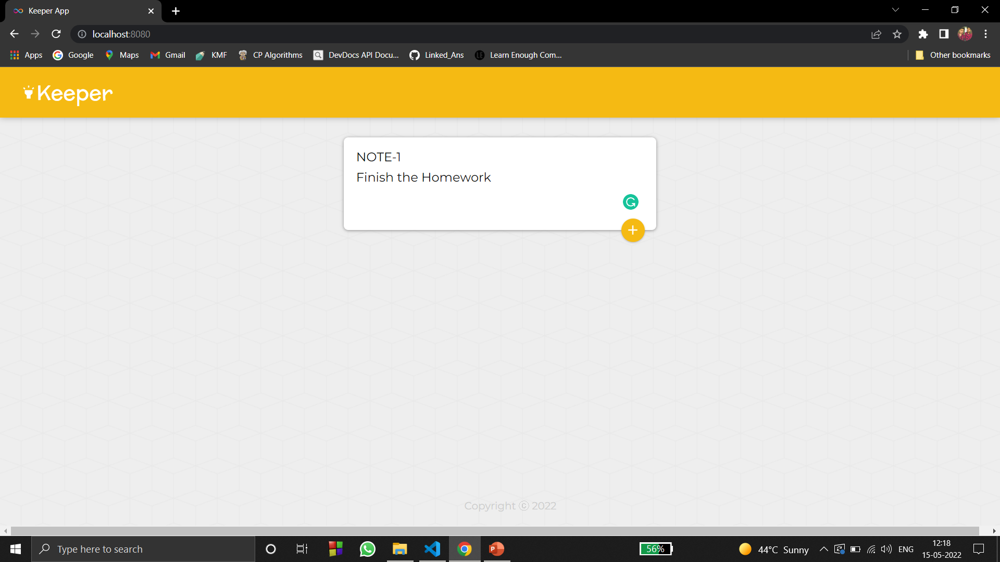 Keeper App
localhost:8080
Apps Google Maps Gmail KMF CP Algorithms DevDocs API Docu... Linked_Ans Learn Enough Com... Other bookmarks
Keeper
NOTE-1
Finish the Homework
Copyright ⓒ 2022
Type here to search
56%
44°C Sunny
ENG
12:18
15-05-2022